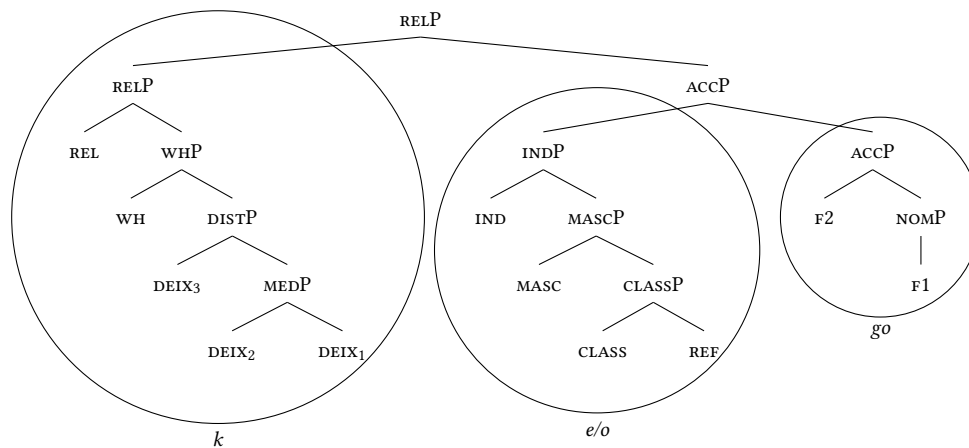 RELP
RELP ACCP
REL WHP INDP ACCP
WH DISTP IND MASCP F2 NOMP
DEIX3 MEDP MASC CLASSP F1
DEIX2 DEIX1 CLASS REF
go
k e/o